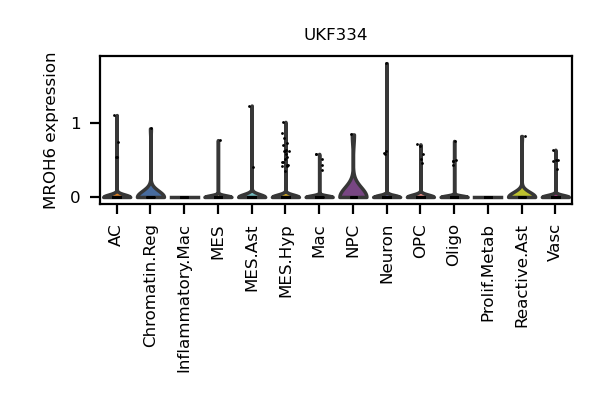 UKF334
MROH6 expression
1
0
AC
Chromatin.Reg
Inflammatory.Mac
MES
MES.Ast
MES.Hyp
Mac
NPC
Neuron
OPC
Oligo
Prolif.Metab
Reactive.Ast
Vasc